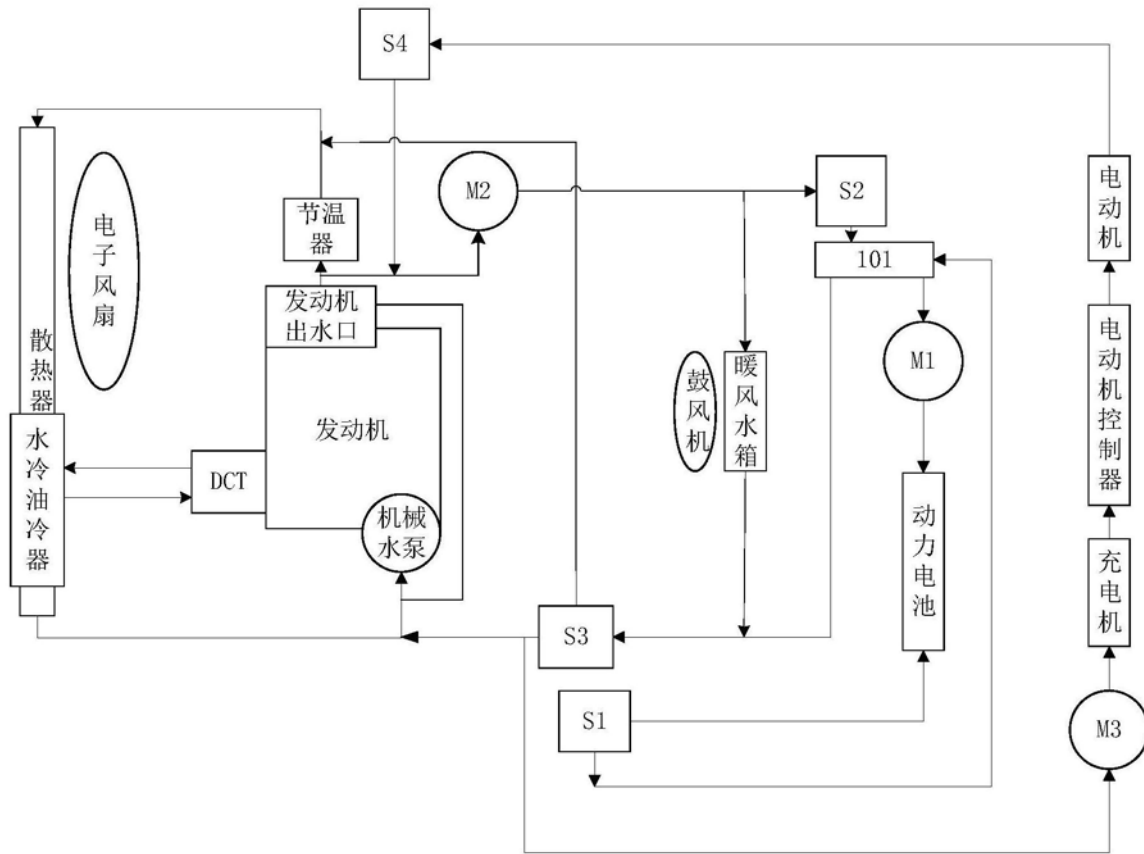 S4
M2
S2
电动机
节温器
101
电子风扇
发动机
出水口
M1
电动机控制器
散热器
鼓风机
暖风水箱
发动机
水冷油冷器
DCT
机械
水泵
动力电池
充电机
S3
S1
M3